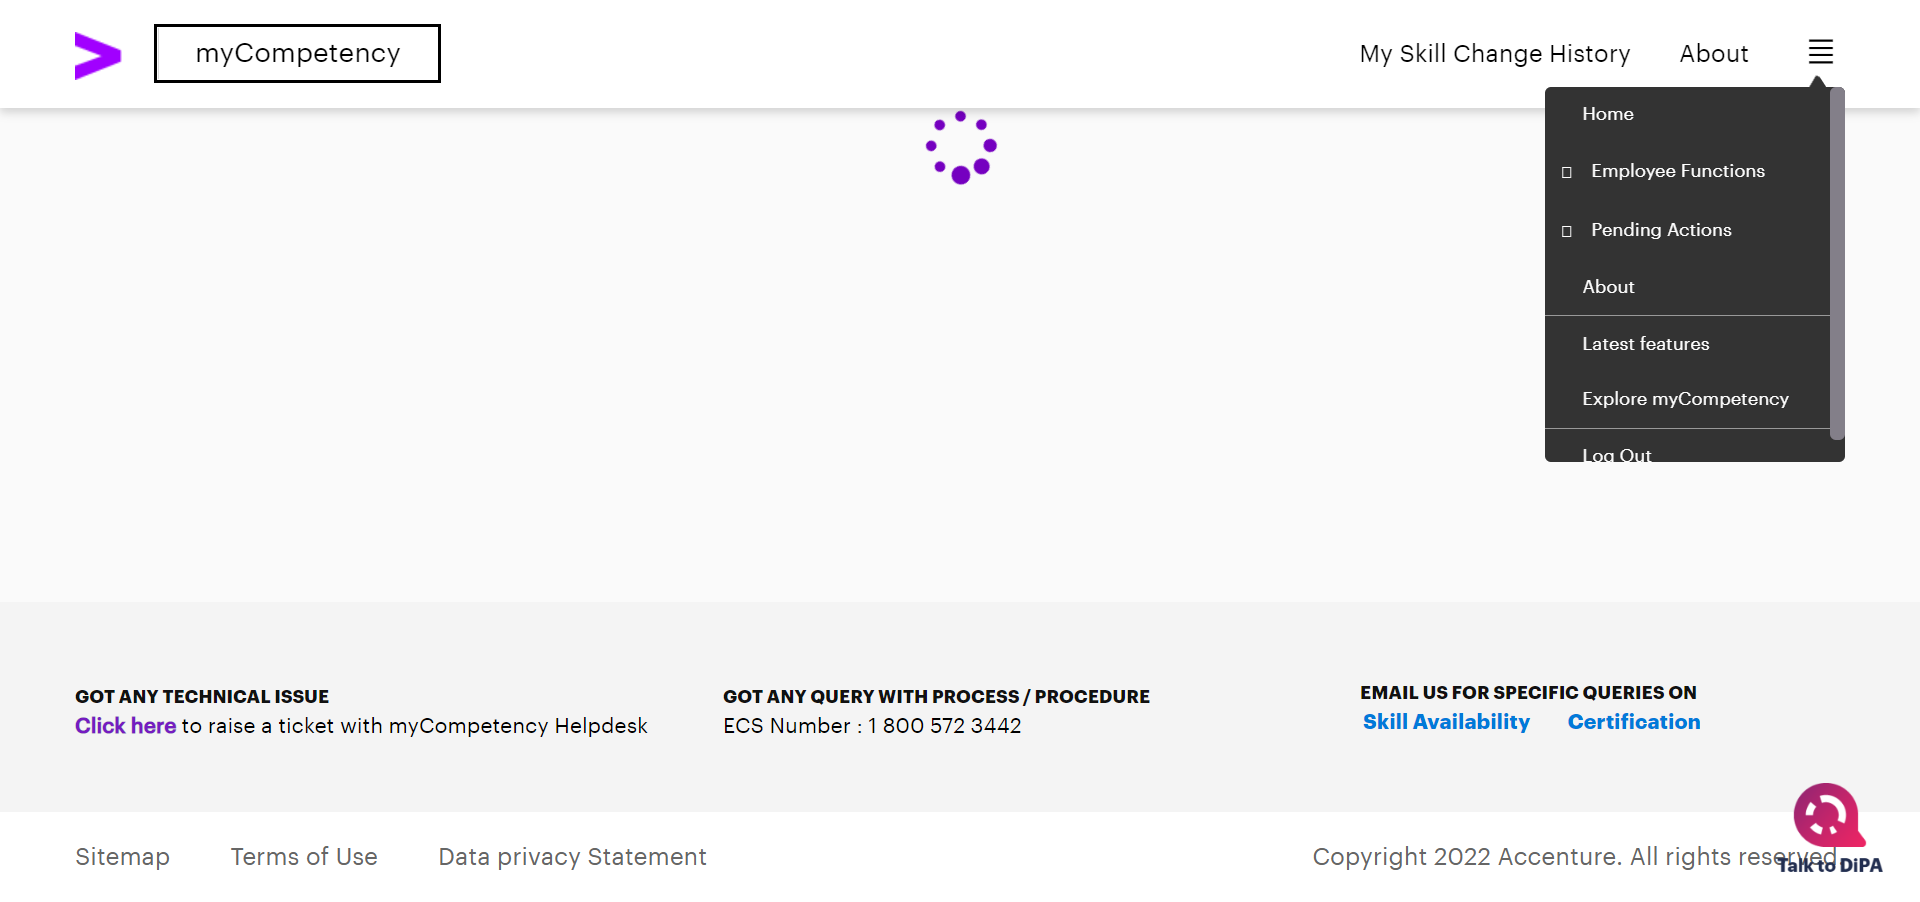 myCompetency
My Skill Change History
About
Home
Employee Functions
Pending Actions
About
Latest features
Explore myCompetency
Log Out
GOT ANY TECHNICAL ISSUE
Click here to raise a ticket with myCompetency Helpdesk
GOT ANY QUERY WITH PROCESS / PROCEDURE
ECS Number : 1 800 572 3442
EMAIL US FOR SPECIFIC QUERIES ON
Skill Availability Certification
Sitemap
Terms of Use
Data privacy Statement
Copyright 2022 Accenture. All rights reserved.
Talk to DiPA